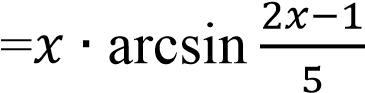 =x · arcsin (2x−1)/5